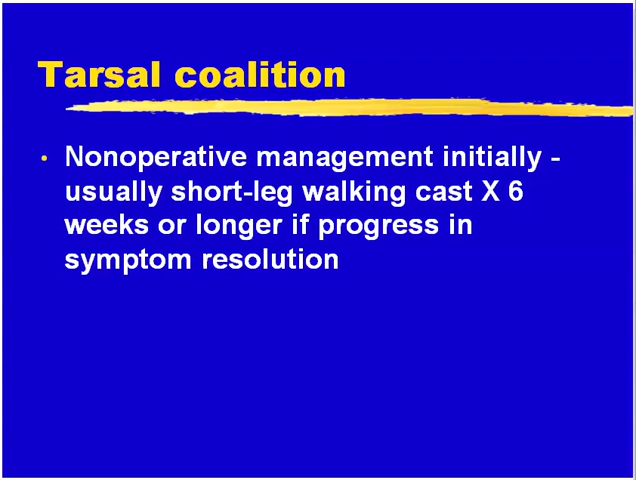 Tarsal coalition
• Nonoperative management initially -
usually short-leg walking cast X 6
weeks or longer if progress in
symptom resolution